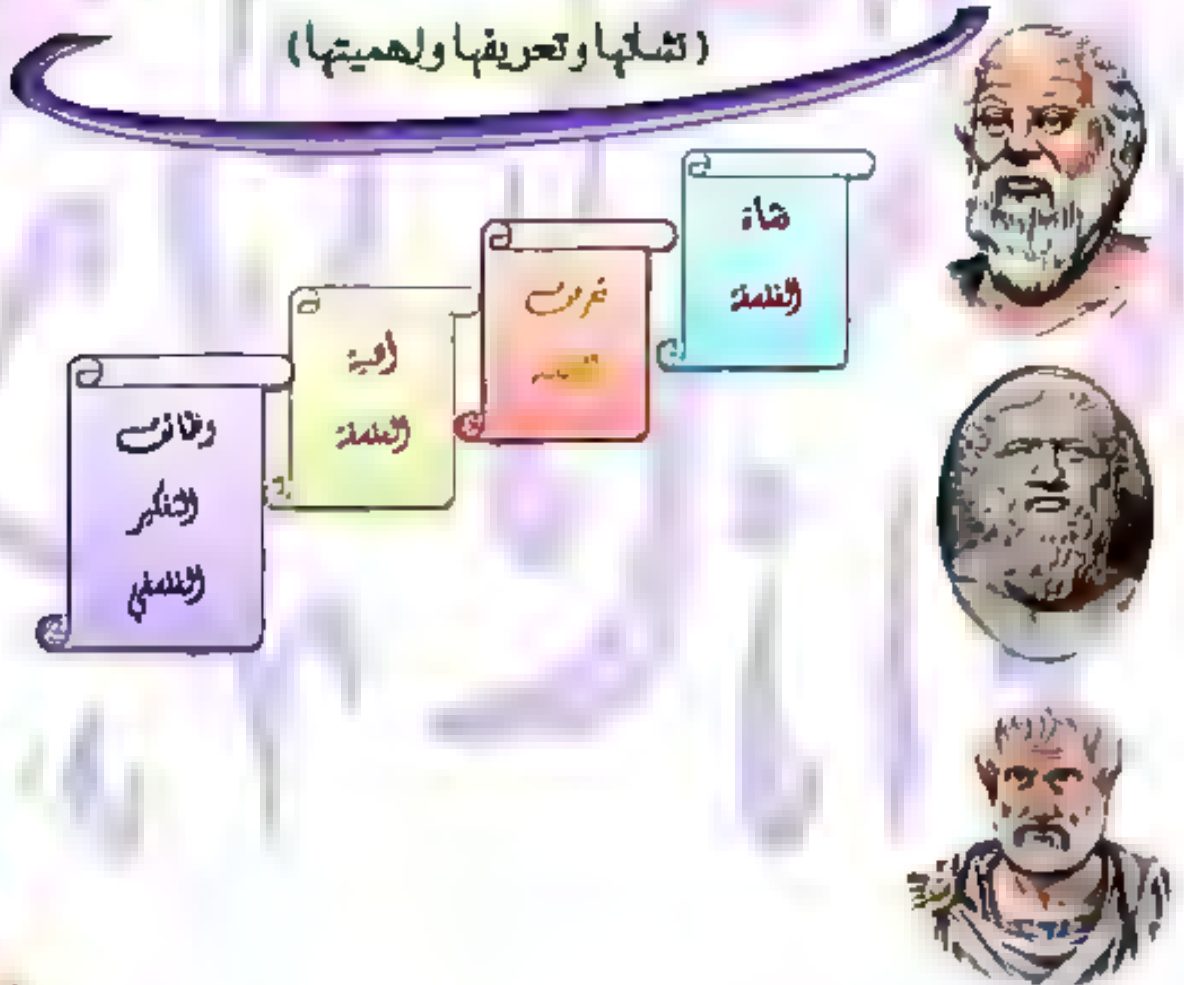 (نشأتها وتعريفها وأهميتها)
نشأة
الفلسفة
تعريف
أهمية
الفلسفة
وظائف
التفكير
الفلسفي